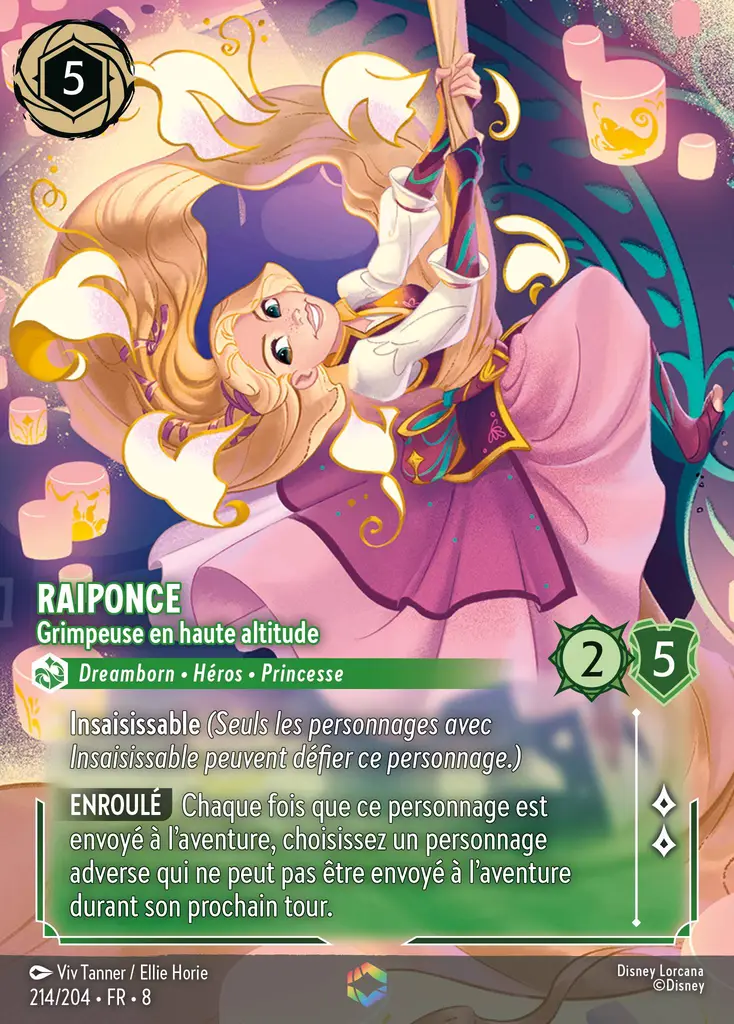 5
RAIPONCE
Grimpeuse en haute altitude
Dreamborn • Héros • Princesse
2
5
Insaisissable (Seuls les personnages avec
Insaisissable peuvent défier ce personnage.)
ENROULÉ Chaque fois que ce personnage est
envoyé à l'aventure, choisissez un personnage
adverse qui ne peut pas être envoyé à l'aventure
durant son prochain tour.
Viv Tanner / Ellie Horie
214/204 • FR • 8
Disney Lorcana
©Disney